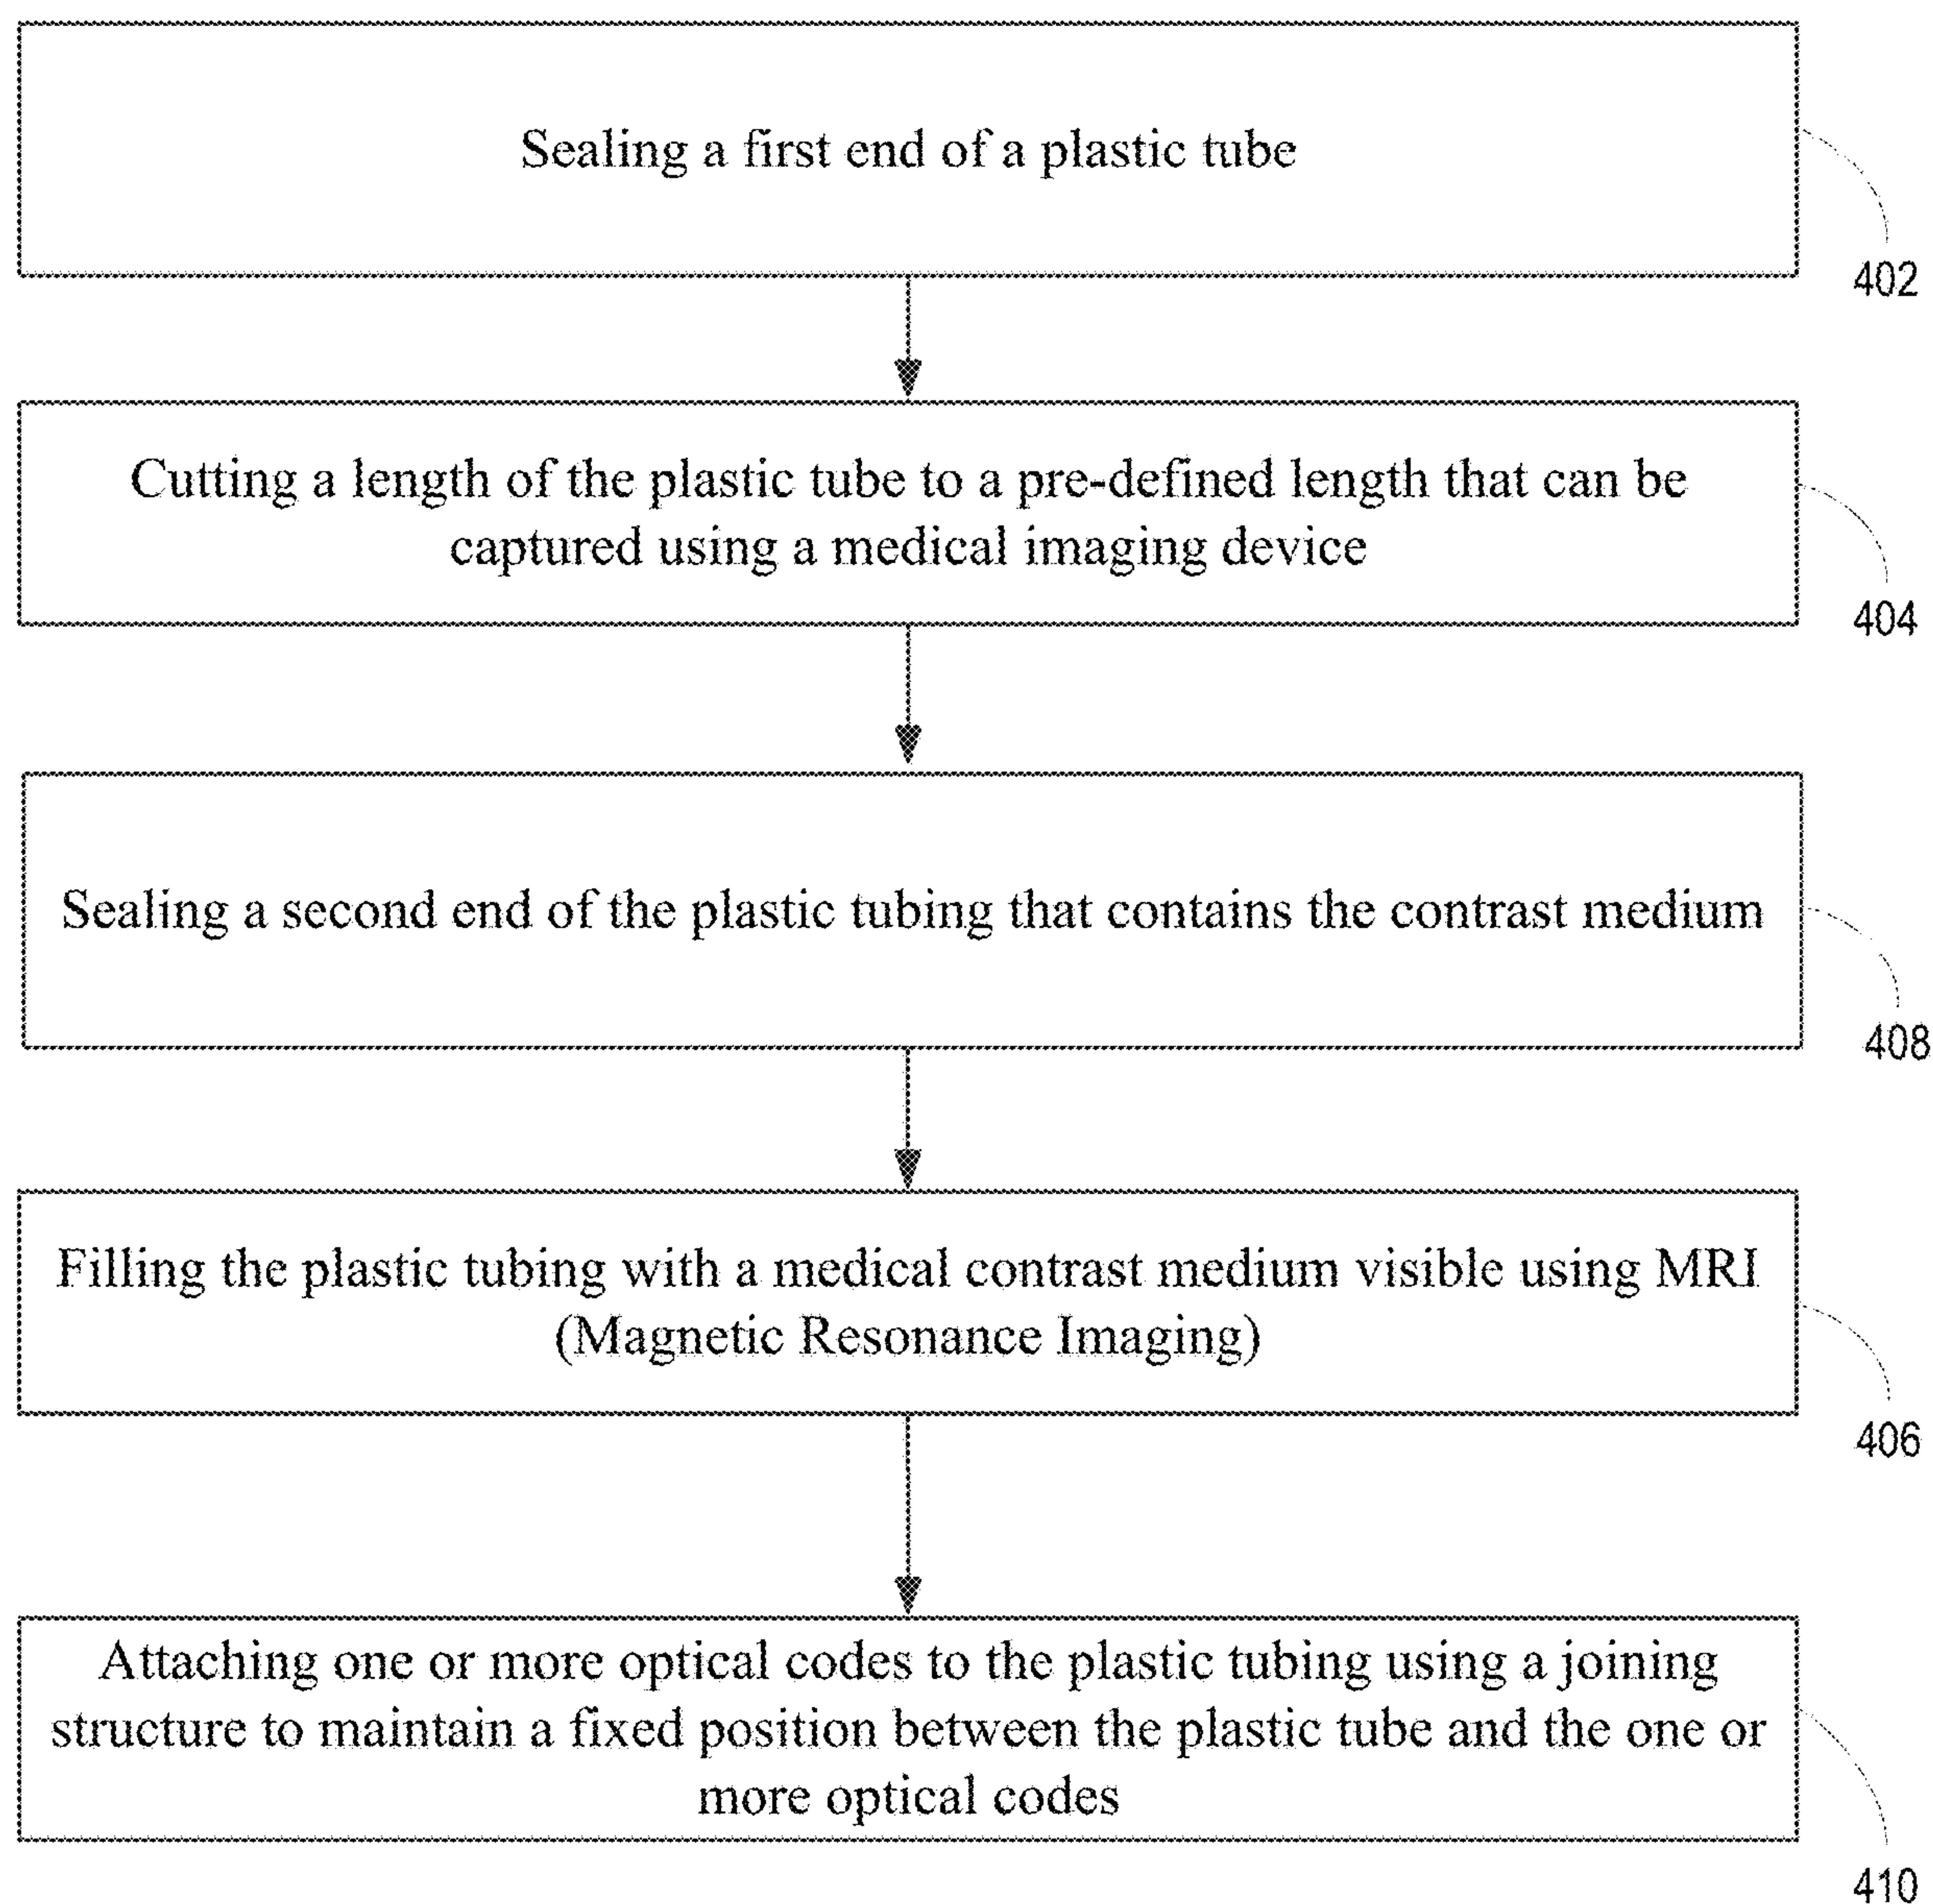 Sealing a first end of a plastic tube
402
Cutting a length of the plastic tube to a pre-defined length that can be
captured using a medical imaging device
404
Sealing a second end of the plastic tubing that contains the contrast medium
408
Filling the plastic tubing with a medical contrast medium visible using MRI
(Magnetic Resonance Imaging)
406
Attaching one or more optical codes to the plastic tubing using a joining
structure to maintain a fixed position between the plastic tube and the one or
more optical codes
410